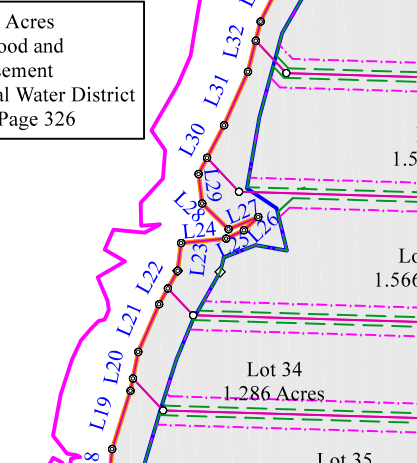 Acres
ood and
sement
al Water District
Page 326
L32
L31
L30
L29
L28
L27
L26
L25
L24
L23
L22
L21
L20
L19
8
1.5
Lo
1.566
Lot 34
1.286 Acres
Lot 35